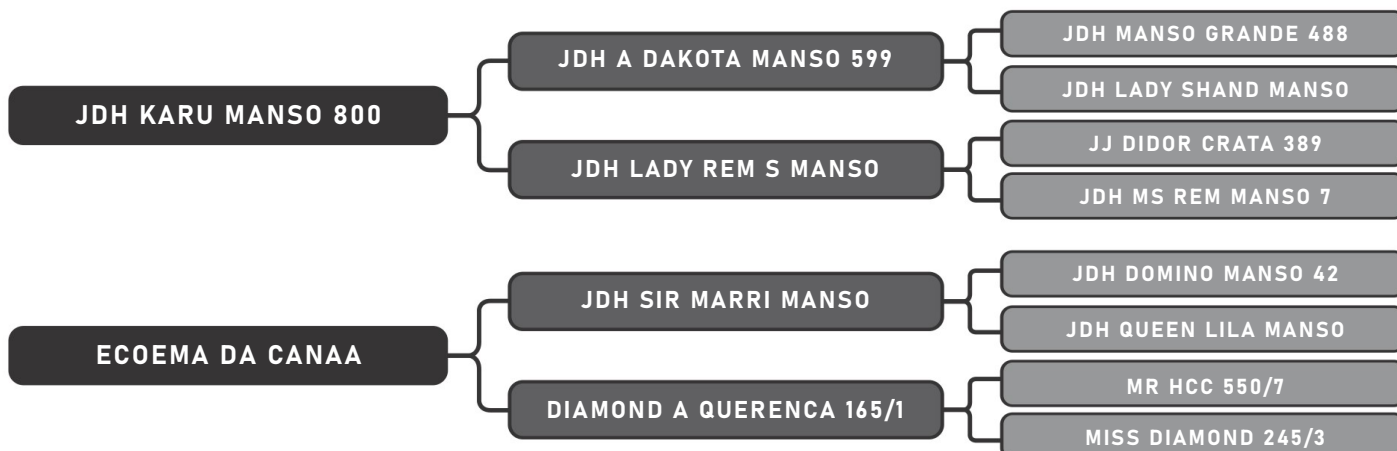 JDH KARU MANSO 800
JDH A DAKOTA MANSO 599
JDH MANSO GRANDE 488
JDH LADY SHAND MANSO
JDH LADY REM S MANSO
JJ DIDOR CRATA 389
JDH MS REM MANSO 7
ECOEMA DA CANAA
JDH SIR MARRI MANSO
JDH DOMINO MANSO 42
JDH QUEEN LILA MANSO
DIAMOND A QUERENCA 165/1
MR HCC 550/7
MISS DIAMOND 245/3